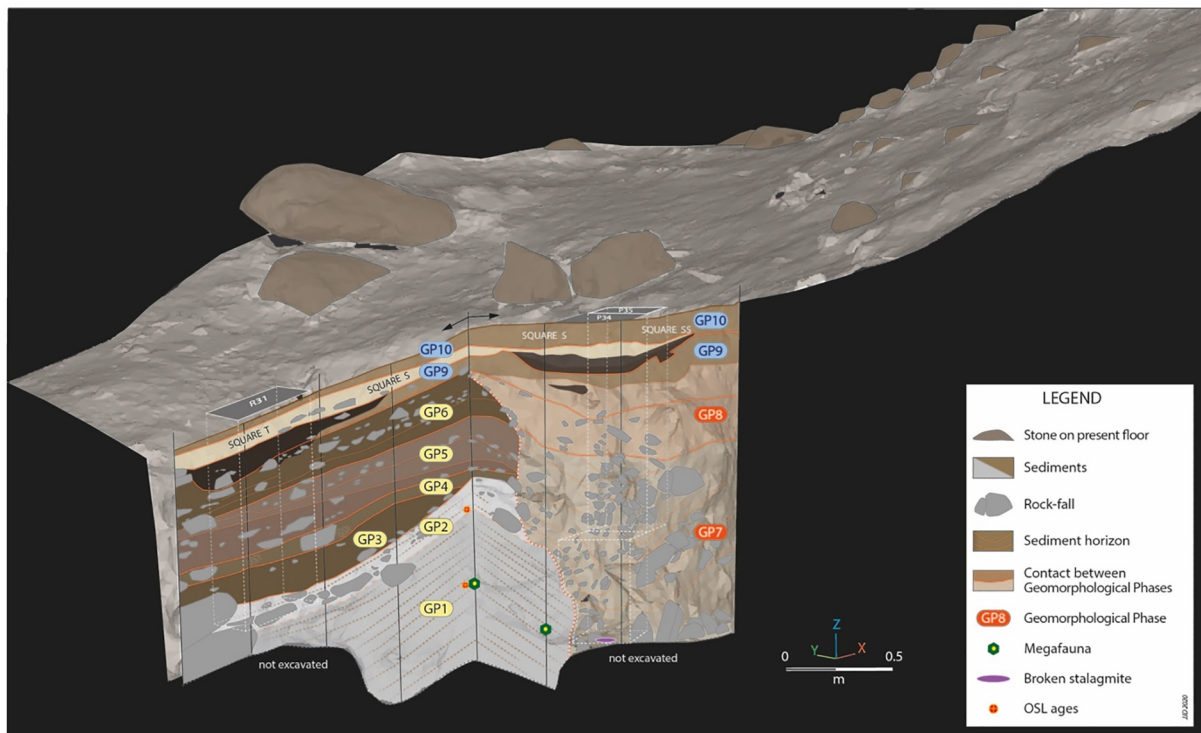 P35
P34
SQUARE S
SQUARE SS
GP10
GP10
GP9
GP9
SQUARE S
R31
SQUARE T
GP6
GP8
GP5
GP4
GP2
GP3
GP7
GP1
not excavated
not excavated
Z
Y
X
0
0.5
m
LEGEND
Stone on present floor
Sediments
Rock-fall
Sediment horizon
Contact between
Geomorphological Phases
GP8
Geomorphological Phase
Megafauna
Broken stalagmite
OSL ages